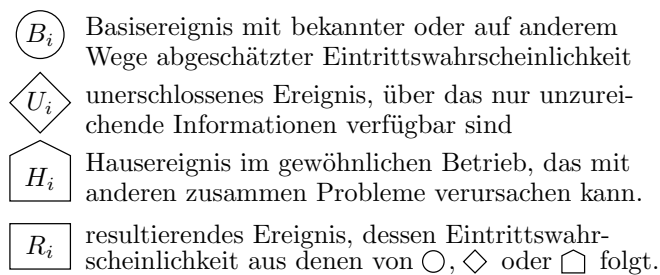 B_i Basisereignis mit bekannter oder auf anderem
Wege abgeschätzter Eintrittswahrscheinlichkeit
U_i unerschlossenes Ereignis, über das nur unzurei-
chende Informationen verfügbar sind
H_i Hausereignis im gewöhnlichen Betrieb, das mit
anderen zusammen Probleme verursachen kann.
R_i resultierendes Ereignis, dessen Eintrittswahr-
scheinlichkeit aus denen von ○, ◇ oder ⌂ folgt.